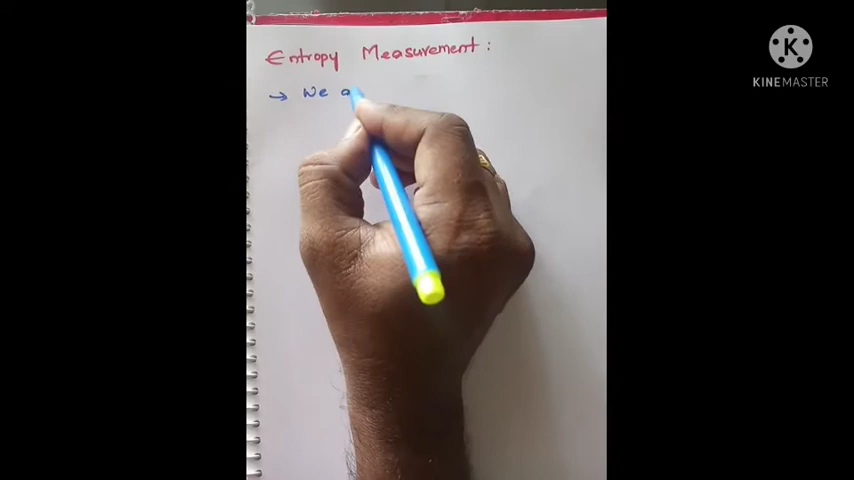 Entropy Measurement :
→ We a
K
KINEMASTER